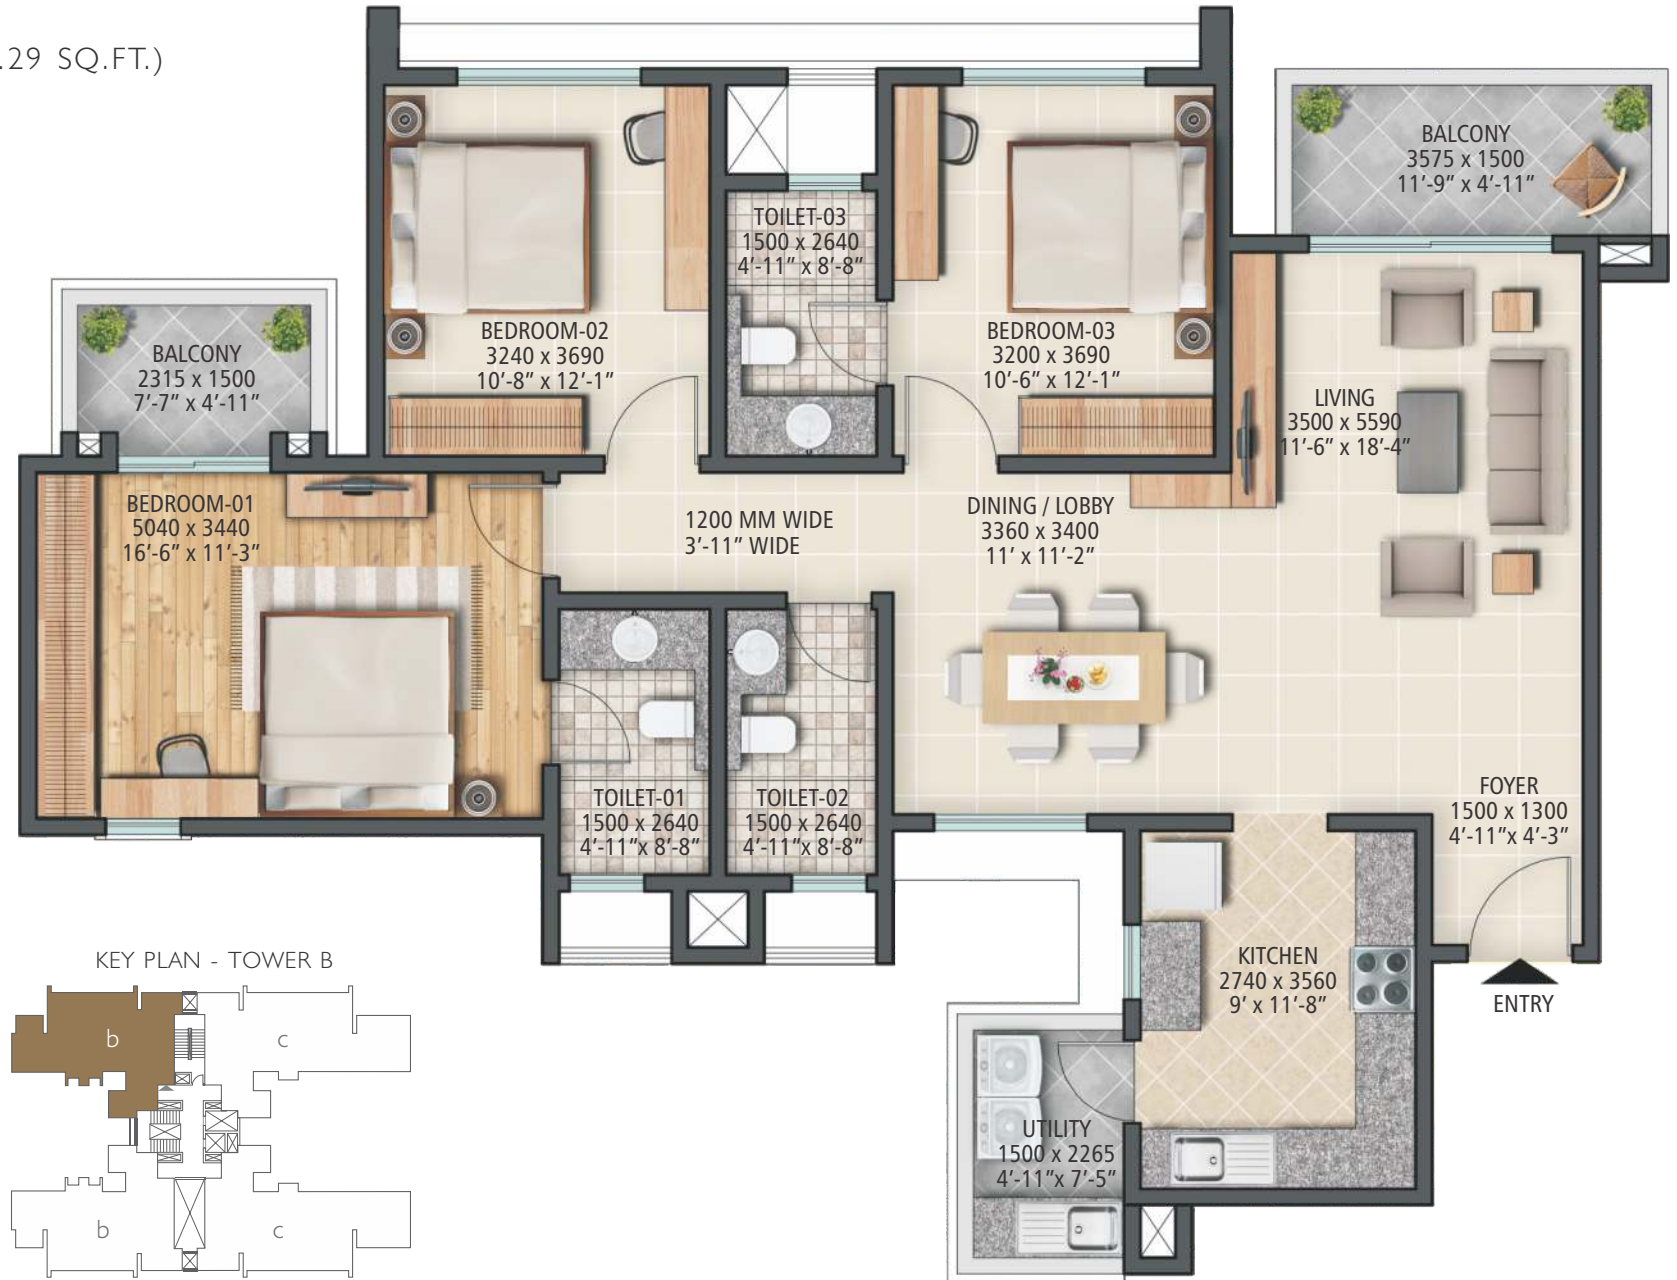 .29 SQ.FT.)
BALCONY
3575 x 1500
11’-9” x 4’-11”
TOILET-03
1500 x 2640
4’-11” x 8’-8”
BEDROOM-02
3240 x 3690
10’-8” x 12’-1”
BEDROOM-03
3200 x 3690
10’-6” x 12’-1”
BALCONY
2315 x 1500
7’-7” x 4’-11”
LIVING
3500 x 5590
11’-6” x 18’-4”
BEDROOM-01
5040 x 3440
16’-6” x 11’-3”
1200 MM WIDE
3’-11” WIDE
DINING / LOBBY
3360 x 3400
11’ x 11’-2”
TOILET-01
1500 x 2640
4’-11”x 8’-8”
TOILET-02
1500 x 2640
4’-11”x 8’-8”
FOYER
1500 x 1300
4’-11”x 4’-3”
KITCHEN
2740 x 3560
9’ x 11’-8”
ENTRY
UTILITY
1500 x 2265
4’-11”x 7’-5”
KEY PLAN - TOWER B
b
c
b
c